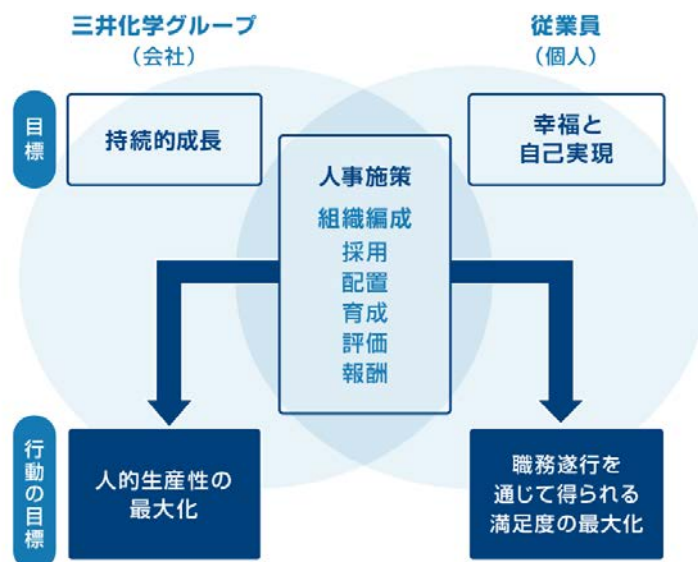 三井化学グループ
（会社）
従業員
（個人）
目標
持続的成長
幸福と
自己実現
人事施策
組織編成
採用
配置
育成
評価
報酬
行動の目標
人的生産性の
最大化
職務遂行を
通じて得られる
満足度の最大化